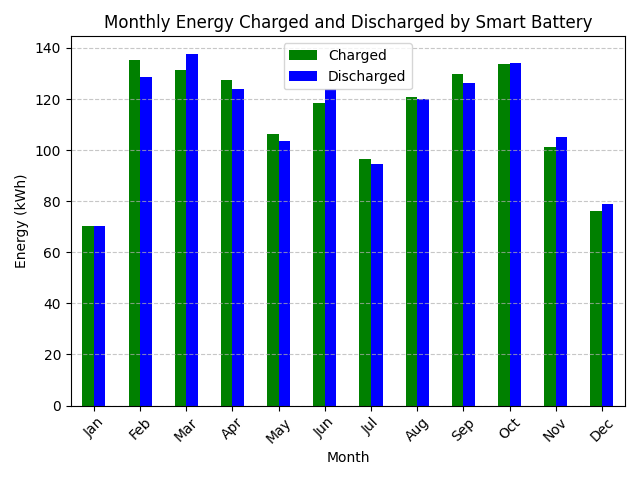 Monthly Energy Charged and Discharged by Smart Battery
Charged
Discharged
Energy (kWh)
140
120
100
80
60
40
20
0
Jan Feb Mar Apr May Jun Jul Aug Sep Oct Nov Dec
Month